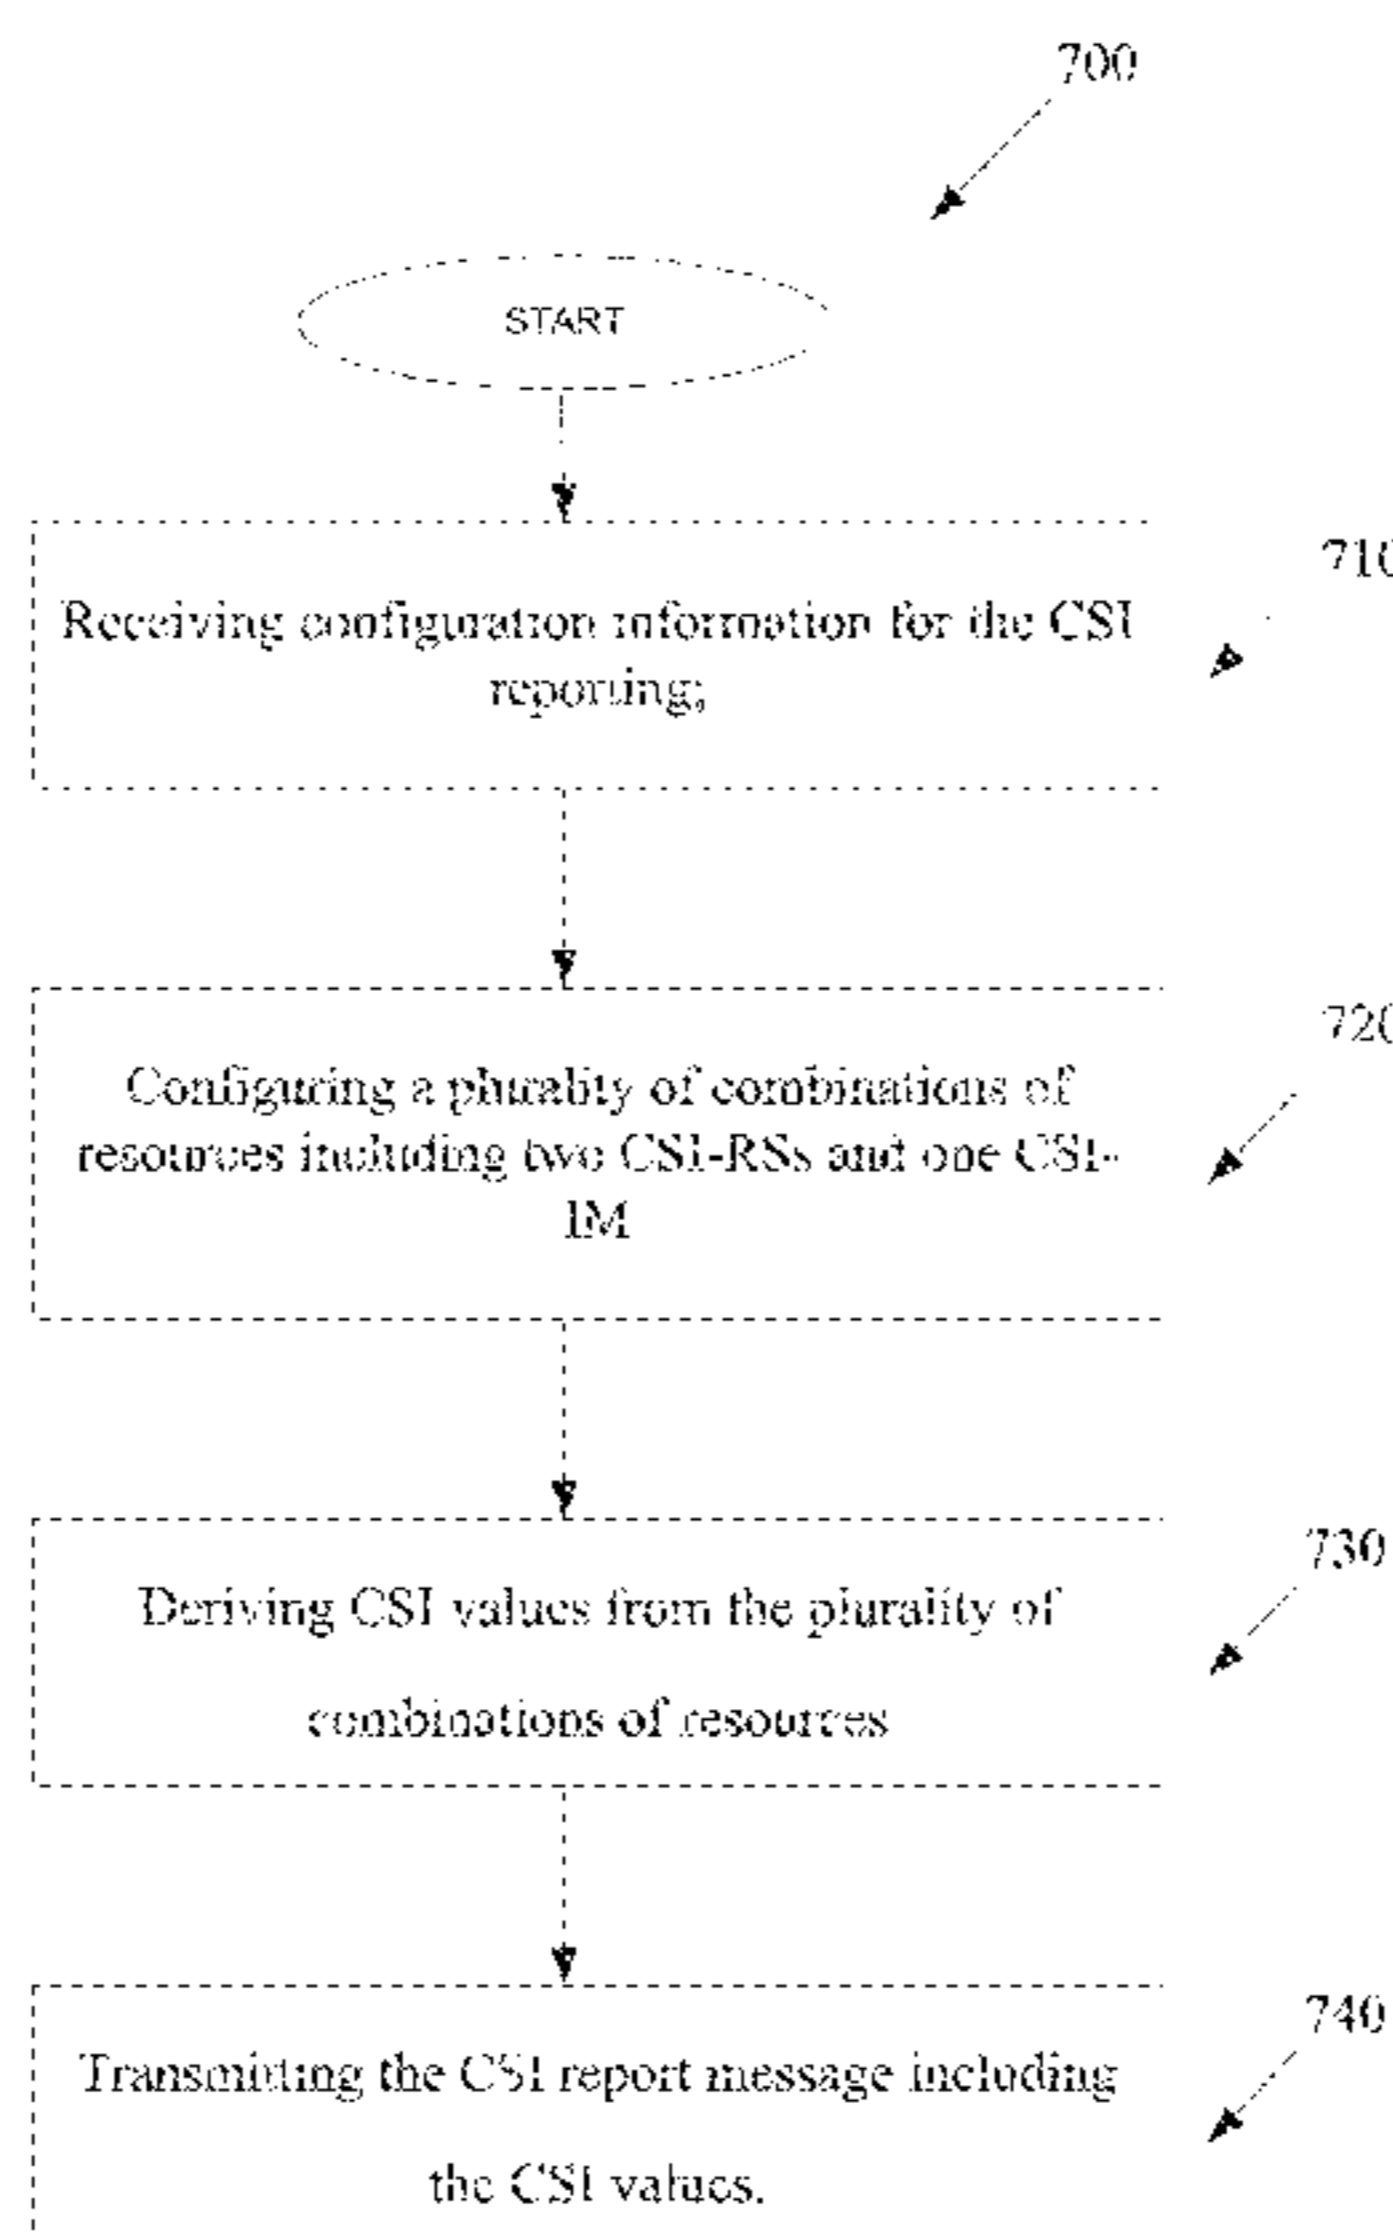 700
START
710
Receiving configuration information for the CSI
reporting;
720
Configuring a plurality of combinations of
resources including two CSI-RSs and one CSI-
IM
730
Deriving CSI values from the plurality of
combinations of resources
740
Transmitting the CSI report message including
the CSI values.